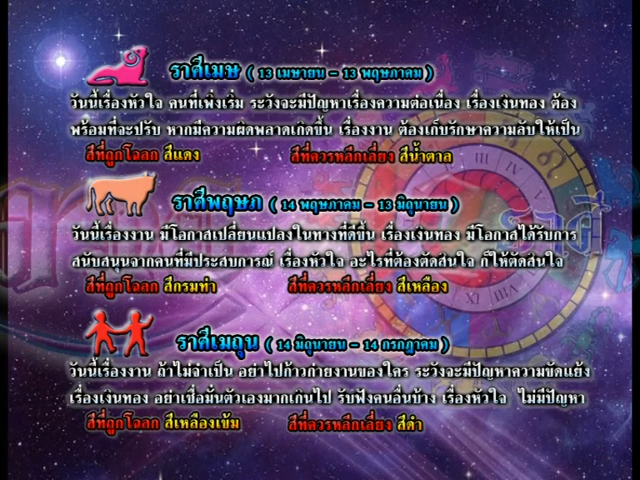 ราศีเมษ ( 13 เมษายน - 13 พฤษภาคม )
วันนี้เรื่องหัวใจ คนที่เพิ่งเริ่ม ระวังจะมีปัญหาเรื่องความต่อเนื่อง เรื่องเงินทอง ต้อง
พร้อมที่จะปรับ หากมีความผิดพลาดเกิดขึ้น เรื่องงาน ต้องเก็บรักษาความลับให้เป็น
สีที่ถูกโฉลก สีแดง สีที่ควรหลีกเลี่ยง สีน้ำตาล
ราศีพฤษภ ( 14 พฤษภาคม - 13 มิถุนายน )
วันนี้เรื่องงาน มีโอกาสเปลี่ยนแปลงในทางที่ดีขึ้น เรื่องเงินทอง มีโอกาสได้รับการ
สนับสนุนจากคนที่มีประสบการณ์ เรื่องหัวใจ อะไรที่ต้องตัดสินใจ ก็ให้ตัดสินใจ
สีที่ถูกโฉลก สีกรมท่า สีที่ควรหลีกเลี่ยง สีเหลือง
ราศีเมถุน ( 14 มิถุนายน - 14 กรกฎาคม )
วันนี้เรื่องงาน ถ้าไม่จำเป็น อย่าไปก้าวก่ายงานของใคร ระวังจะมีปัญหาความขัดแย้ง
เรื่องเงินทอง อย่าเชื่อมั่นตัวเองมากเกินไป รับฟังคนอื่นบ้าง เรื่องหัวใจ ไม่มีปัญหา
สีที่ถูกโฉลก สีเหลืองเข้ม สีที่ควรหลีกเลี่ยง สีดำ